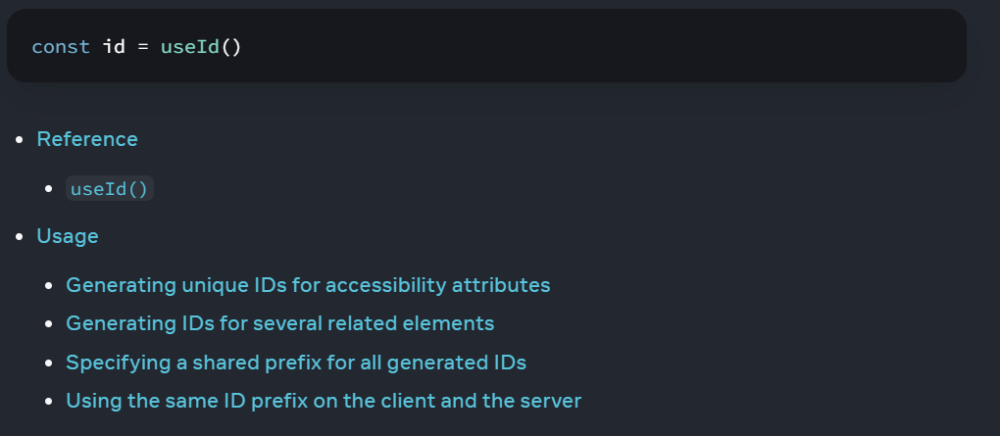 const id = useId()
Reference
useId()
Usage
Generating unique IDs for accessibility attributes
Generating IDs for several related elements
Specifying a shared prefix for all generated IDs
Using the same ID prefix on the client and the server